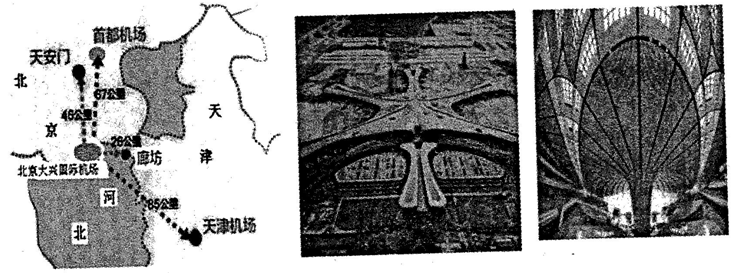 首都机场
天安门
北
京
67公里
46公里
26公里
廊坊
天
津
北京大兴国际机场
河
北
85公里
天津机场